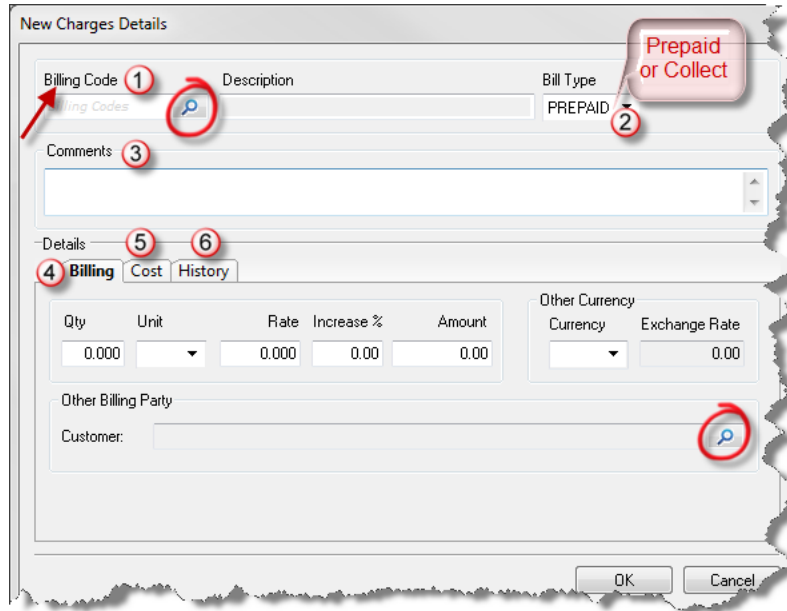 New Charges Details
Prepaid
or Collect
Billing Code 1 Description Bill Type
Billing Codes PREPAID 2
Comments 3
Details 5 6
4 Billing Cost History
Other Currency
Qty Unit Rate Increase % Amount Currency Exchange Rate
0.000 0.000 0.00 0.00 0.00
Other Billing Party
Customer:
OK Cancel